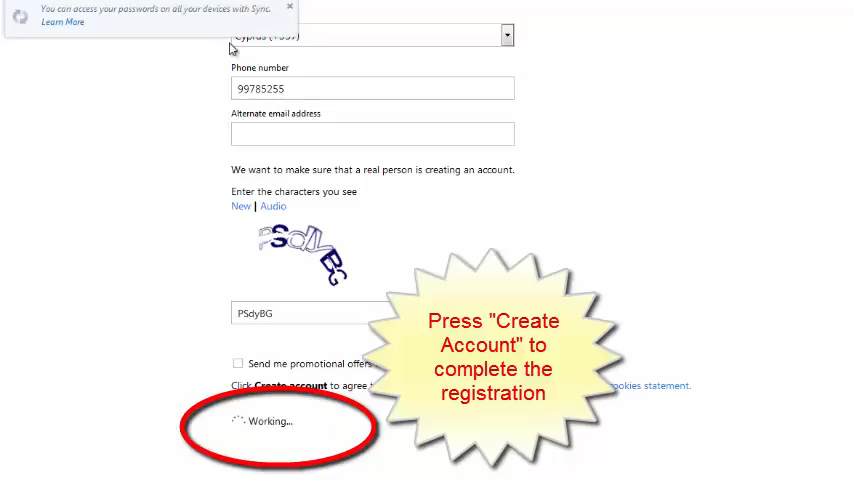 You can access your passwords on all your devices with Sync.
Learn More
Cyprus (+357)
Phone number
99785255
Alternate email address
We want to make sure that a real person is creating an account.
Enter the characters you see
New | Audio
PSdyBG
PSdyBG
Send me promotional offers
Click Create account to agree
cookies statement.
Working...
Press "Create
Account" to
complete the
registration